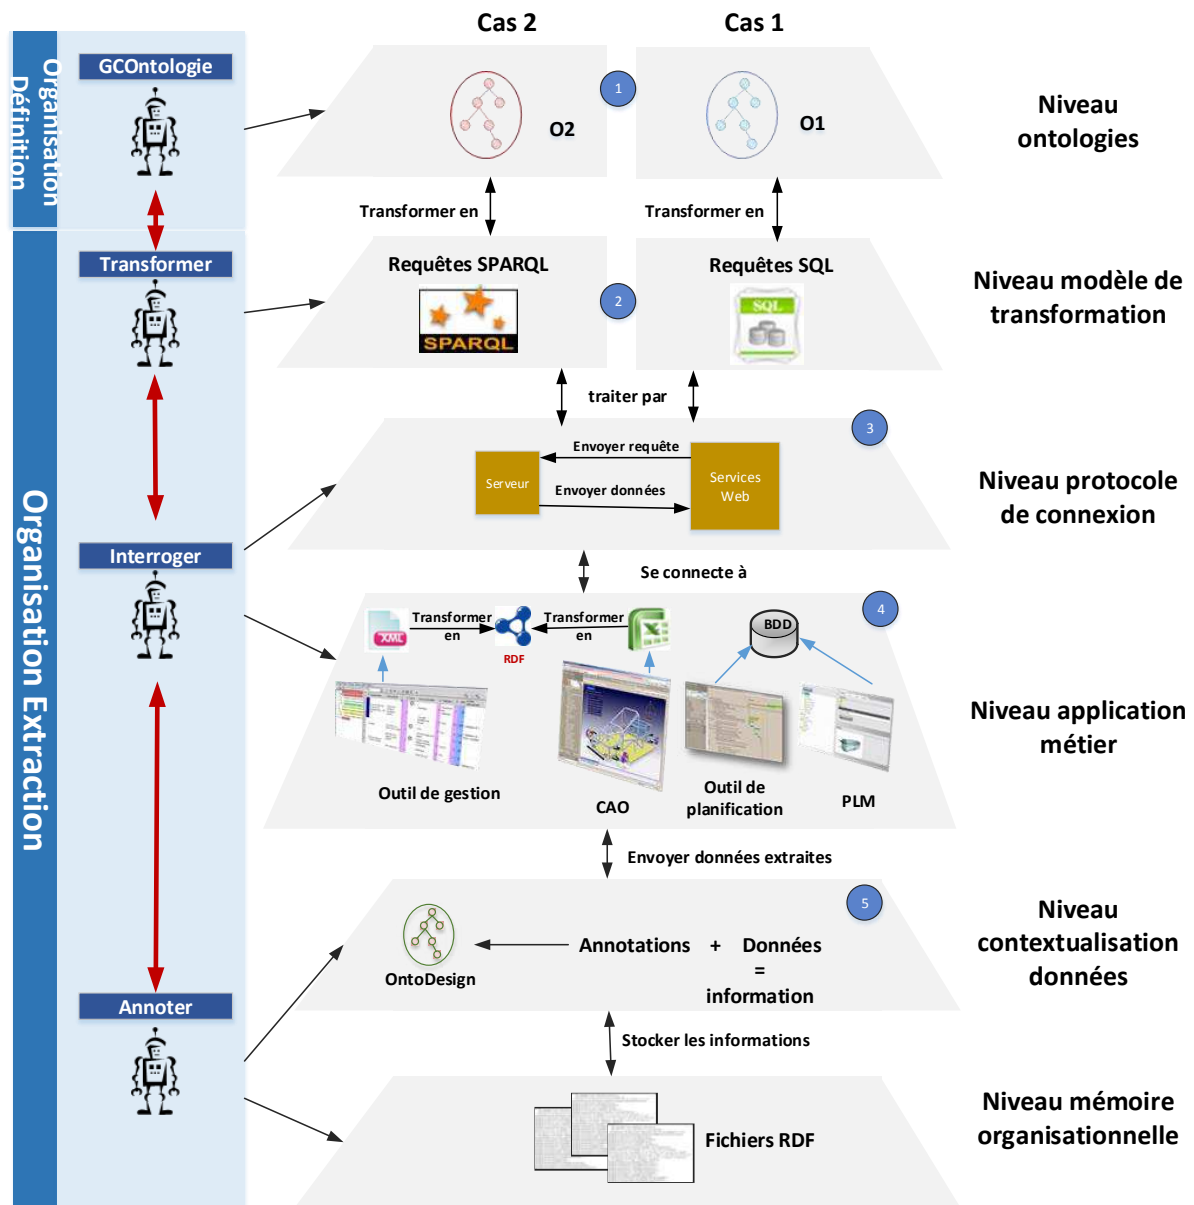 Cas 2
Cas 1
Organisation
Définition
GCOntologie
1
O2
O1
Niveau
ontologies
Transformer en
Transformer en
Organisation Extraction
Transformer
Requêtes SPARQL
Requêtes SQL
2
SPARQL
SQL
Niveau modèle de
transformation
traiter par
3
Envoyer requête
Serveur
Services
Web
Envoyer données
Niveau protocole
de connexion
Interroger
Se connecte à
4
XML
Transformer
en
RDF
Transformer
en
BDD
Outil de gestion
CAO
Outil de
planification
PLM
Niveau application
métier
Envoyer données extraites
5
OntoDesign
Annotations + Données
=
information
Niveau
contextualisation
données
Annoter
Stocker les informations
Fichiers RDF
Niveau mémoire
organisationnelle